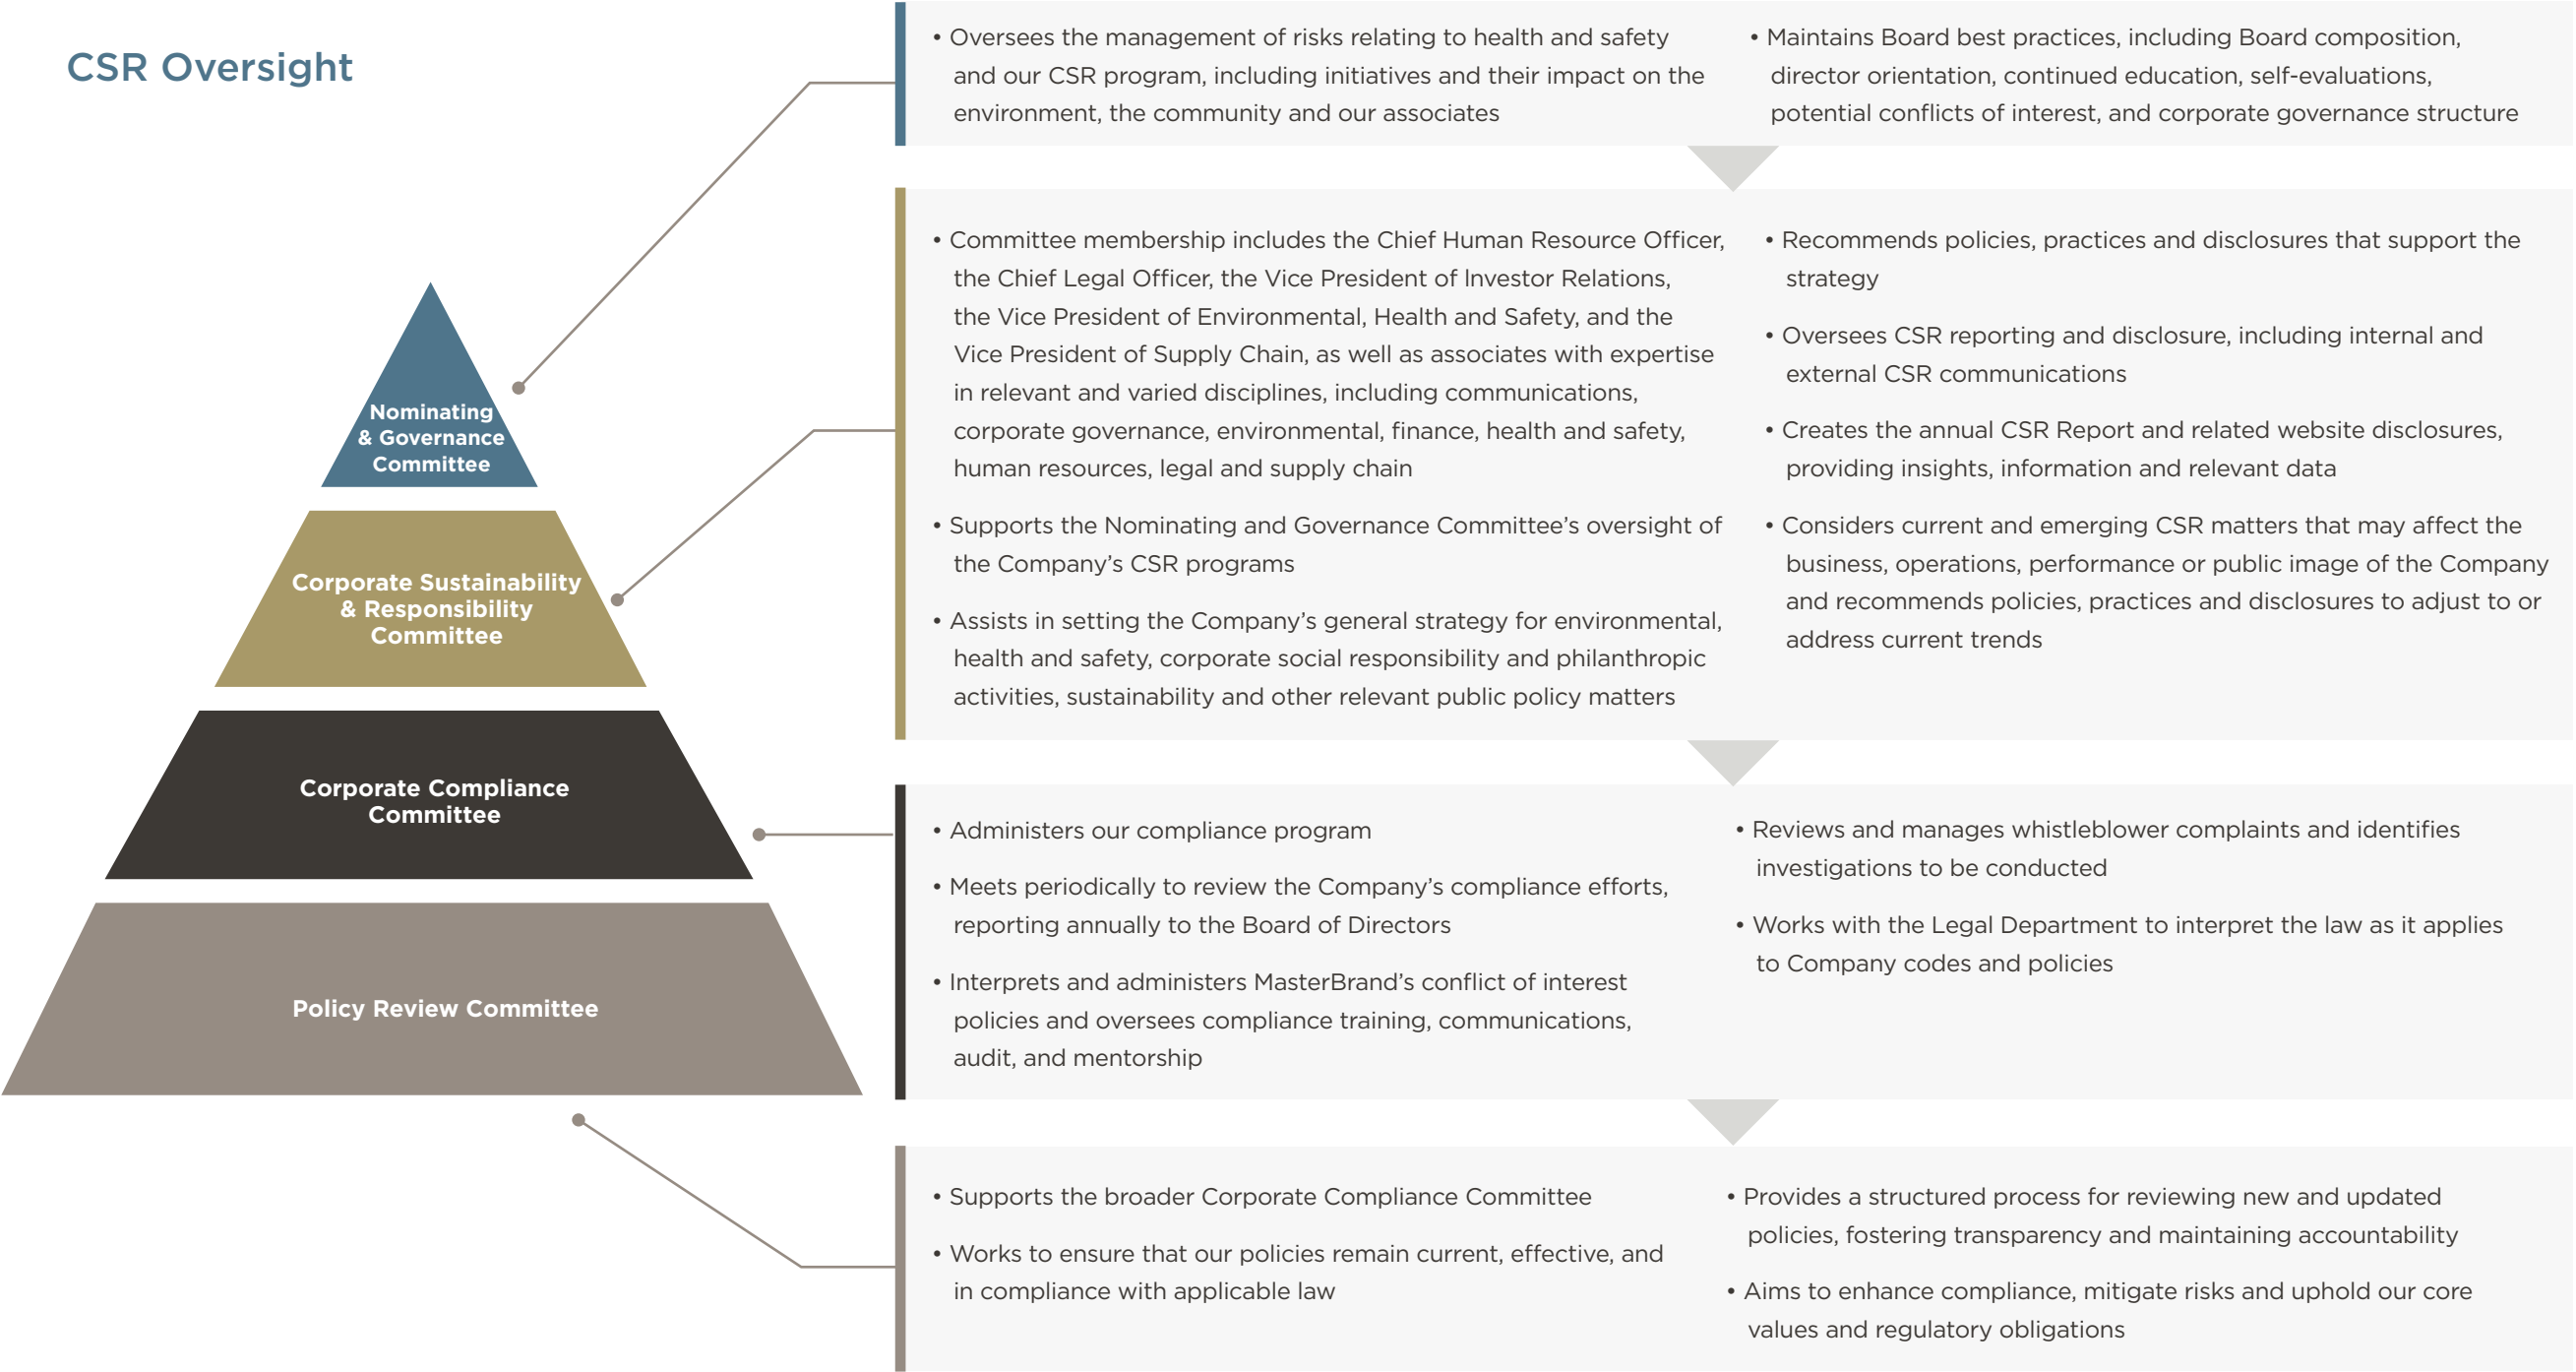 CSR Oversight
Nominating
& Governance
Committee
Corporate Sustainability
& Responsibility
Committee
Corporate Compliance
Committee
Policy Review Committee
• Oversees the management of risks relating to health and safety
and our CSR program, including initiatives and their impact on the
environment, the community and our associates
• Maintains Board best practices, including Board composition,
director orientation, continued education, self-evaluations,
potential conflicts of interest, and corporate governance structure
• Committee membership includes the Chief Human Resource Officer,
the Chief Legal Officer, the Vice President of Investor Relations,
the Vice President of Environmental, Health and Safety, and the
Vice President of Supply Chain, as well as associates with expertise
in relevant and varied disciplines, including communications,
corporate governance, environmental, finance, health and safety,
human resources, legal and supply chain
• Supports the Nominating and Governance Committee’s oversight of
the Company’s CSR programs
• Assists in setting the Company’s general strategy for environmental,
health and safety, corporate social responsibility and philanthropic
activities, sustainability and other relevant public policy matters
• Recommends policies, practices and disclosures that support the
strategy
• Oversees CSR reporting and disclosure, including internal and
external CSR communications
• Creates the annual CSR Report and related website disclosures,
providing insights, information and relevant data
• Considers current and emerging CSR matters that may affect the
business, operations, performance or public image of the Company
and recommends policies, practices and disclosures to adjust to or
address current trends
• Administers our compliance program
• Meets periodically to review the Company’s compliance efforts,
reporting annually to the Board of Directors
• Interprets and administers MasterBrand’s conflict of interest
policies and oversees compliance training, communications,
audit, and mentorship
• Reviews and manages whistleblower complaints and identifies
investigations to be conducted
• Works with the Legal Department to interpret the law as it applies
to Company codes and policies
• Supports the broader Corporate Compliance Committee
• Works to ensure that our policies remain current, effective, and
in compliance with applicable law
• Provides a structured process for reviewing new and updated
policies, fostering transparency and maintaining accountability
• Aims to enhance compliance, mitigate risks and uphold our core
values and regulatory obligations